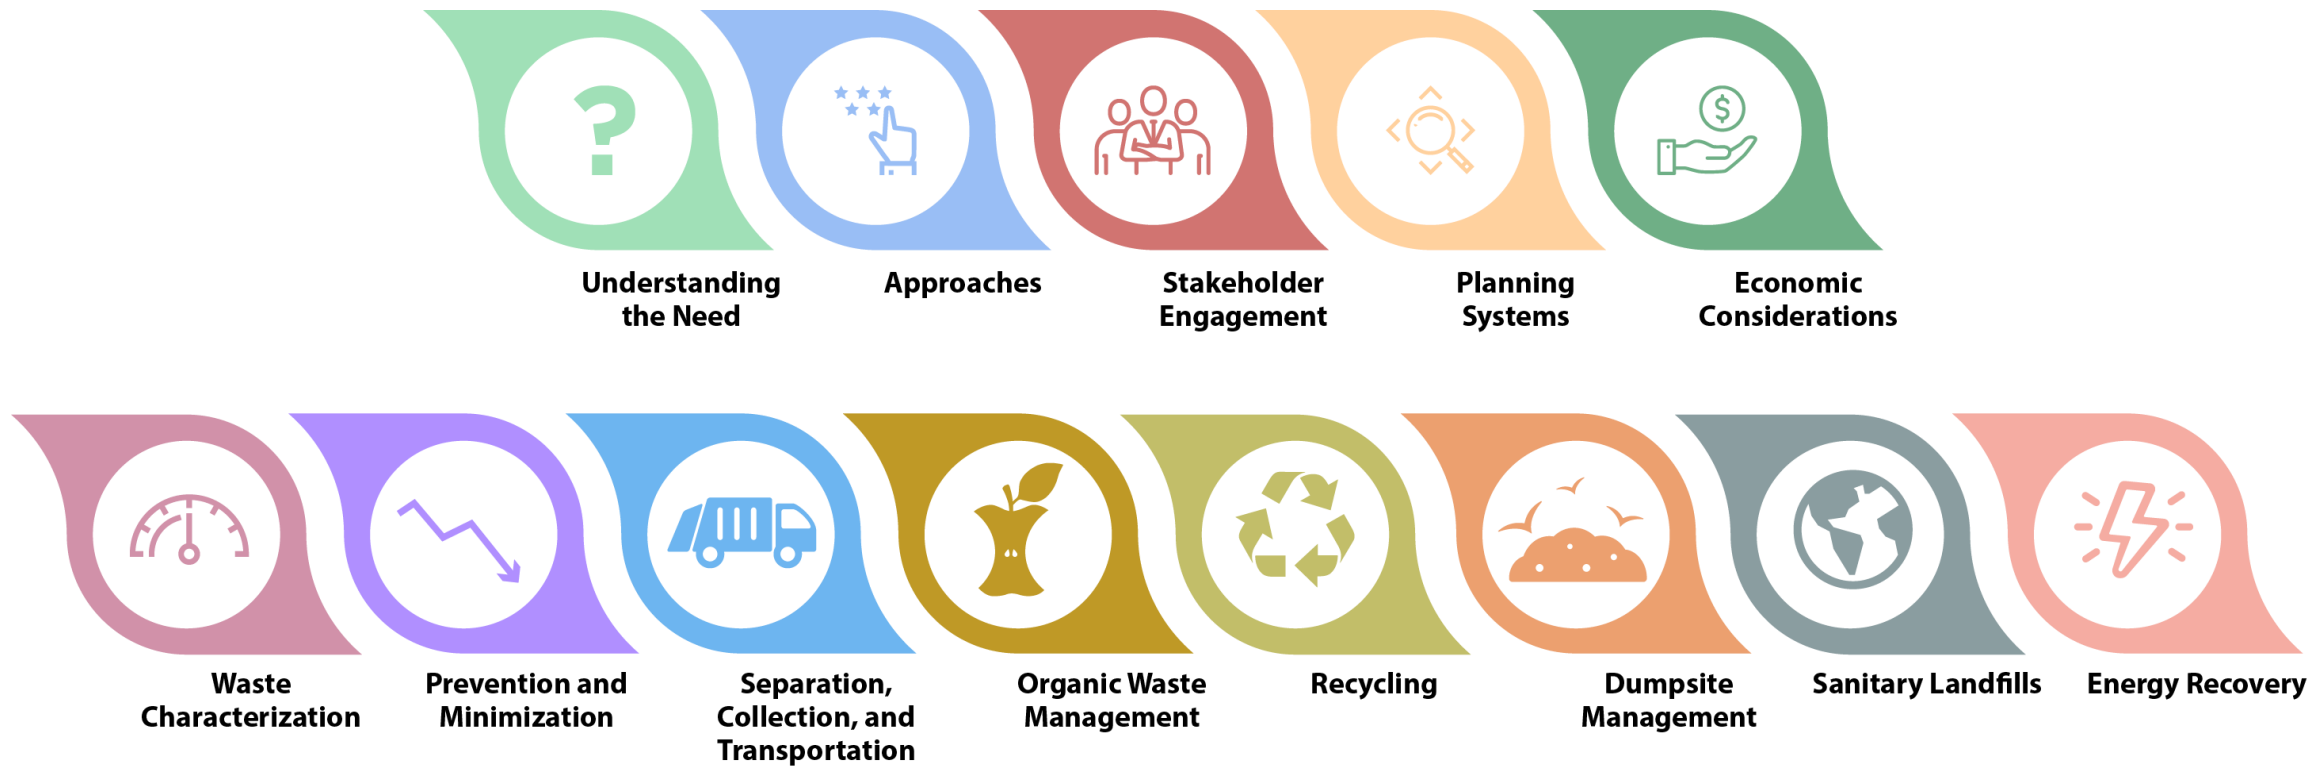 Understanding
the Need
Approaches
Stakeholder
Engagement
Planning
Systems
$
Economic
Considerations
Waste
Characterization
Prevention and
Minimization
Separation,
Collection, and
Transportation
Organic Waste
Management
Recycling
Dumpsite
Management
Sanitary Landfills
Energy Recovery